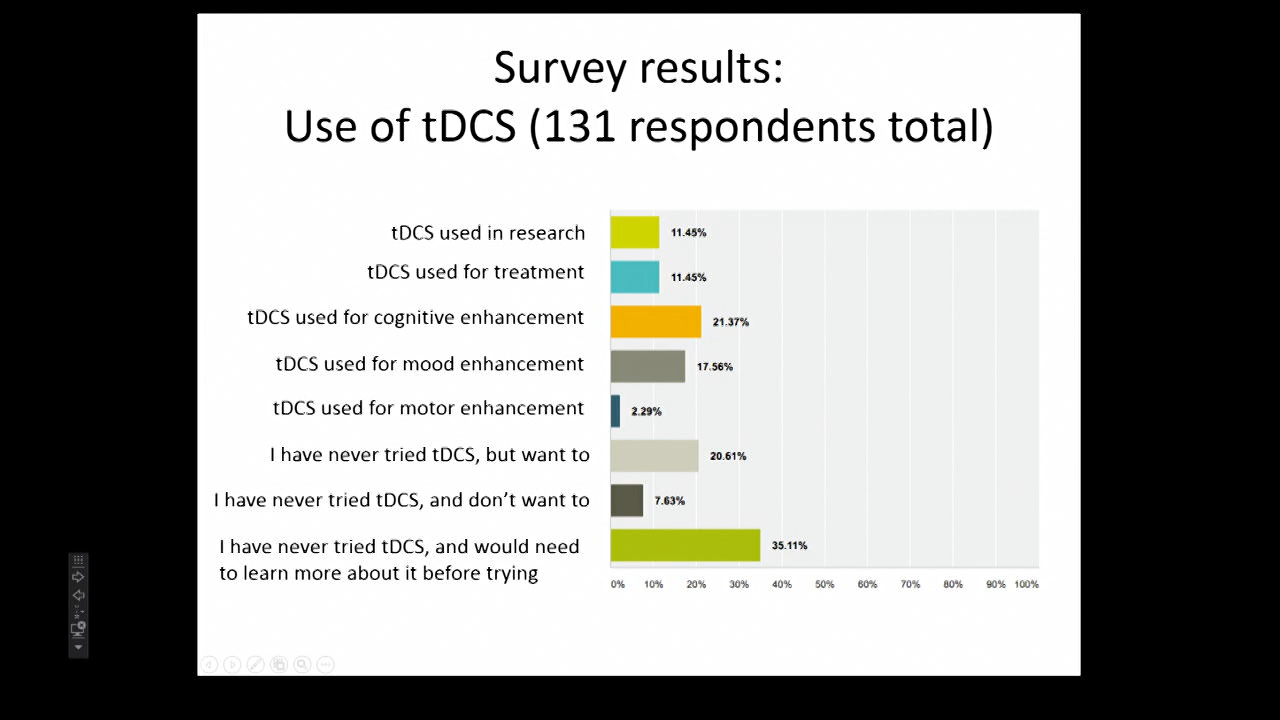 Survey results:
Use of tDCS (131 respondents total)
tDCS used in research
11.45%
tDCS used for treatment
11.45%
tDCS used for cognitive enhancement
21.37%
tDCS used for mood enhancement
17.56%
tDCS used for motor enhancement
2.29%
I have never tried tDCS, but want to
20.61%
I have never tried tDCS, and don’t want to
7.63%
I have never tried tDCS, and would need
to learn more about it before trying
35.11%
0% 10% 20% 30% 40% 50% 60% 70% 80% 90% 100%